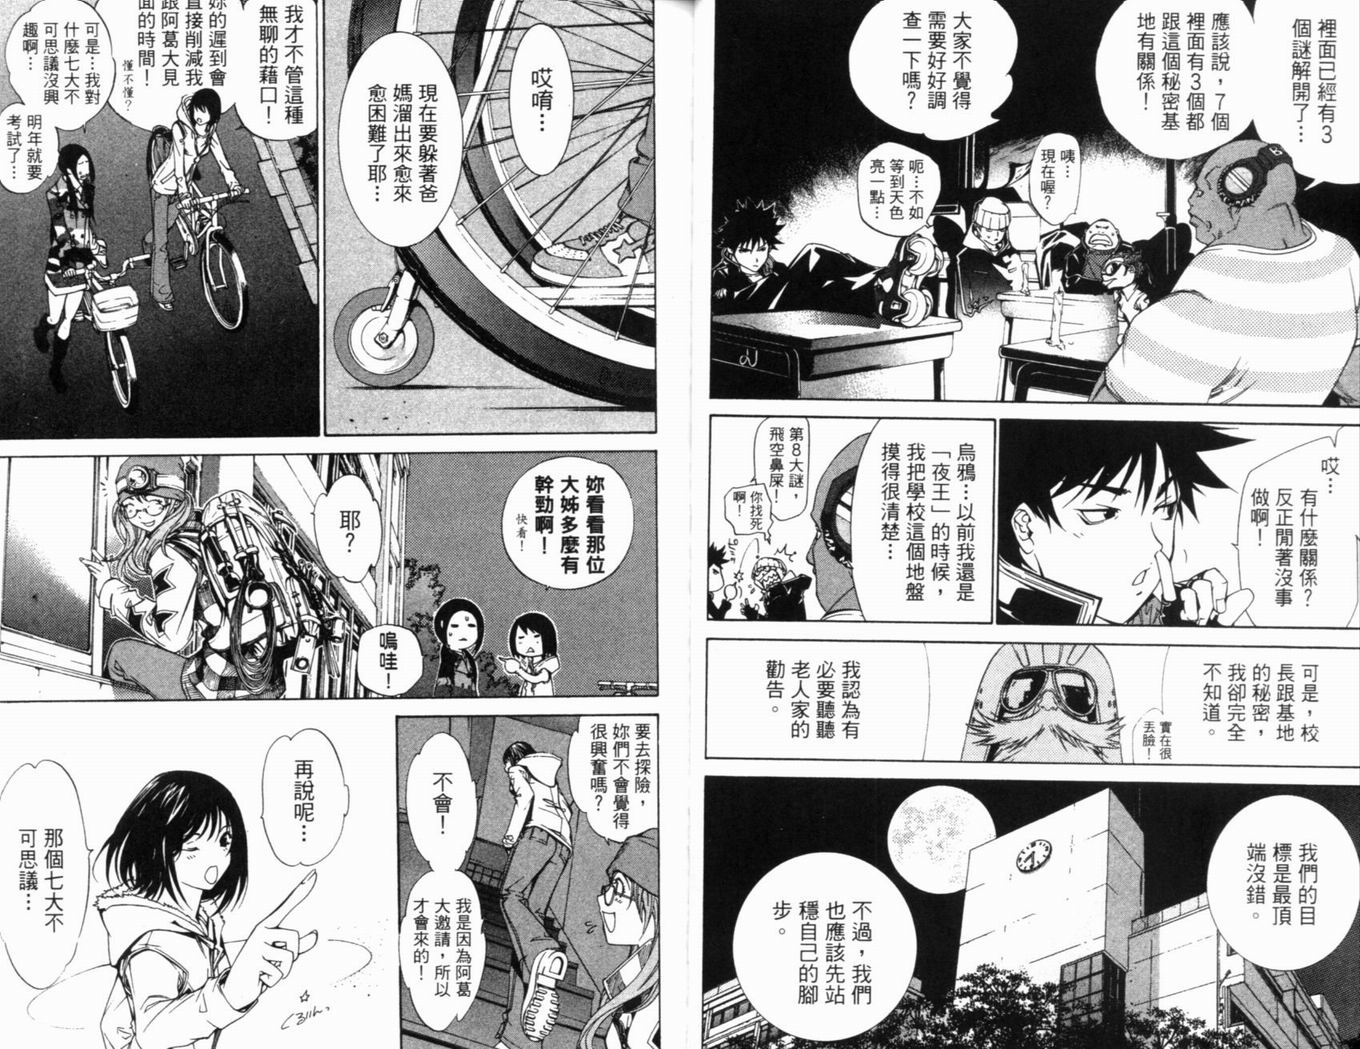 裡面已經有3
個謎解開了…
應該說，7個
裡面有3個都
跟這個秘密基
地有關係！
大家不覺得
需要好好調
查一下嗎？
咦…
現在喔？
呃…不如
等到天色
亮一點…
哎…
有什麼關係？
反正閒著沒事
做啊！
烏鴉…以前我還是
「夜王」的時候，
我把學校這個地盤
摸得很清楚…
第8大謎，
飛空鼻屎！
你找死
啊！
可是，校
長跟基地
的秘密，
我卻完全
不知道。
實在很
丟臉！
我認為有
必要聽聽
老人家的
勸告。
我們的目
標是最頂
端沒錯。
不過，我們
也應該先站
穩自己的腳
步。
哎唷…
現在要躲著爸
媽溜出來愈來
愈困難了耶…
我才不管這種
無聊的藉口！
妳的遲到會
直接削減我
跟阿葛大見
面的時間！
懂不懂？
可是…我對
什麼七大不
可思議沒興
趣啊…
明年就要
考試了…
妳看看那位
大姊多麼有
幹勁啊！
快看！
耶？
嗚哇！
要去探險，
妳們不會覺得
很興奮嗎？
不會！
我是因為阿葛
大邀請，所以
才會來的！
再說呢…
那個七大不
可思議…